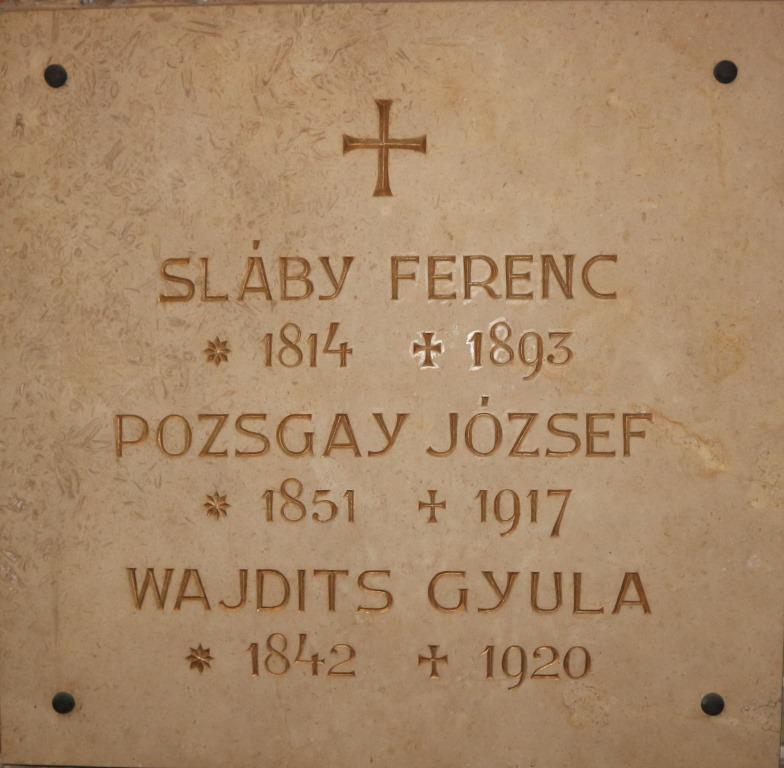 SLÁBY FERENC
* 1814 ✝ 1893
POZSGAY JÓZSEF
* 1851 ✝ 1917
WAJDITS GYULA
* 1842 ✝ 1920